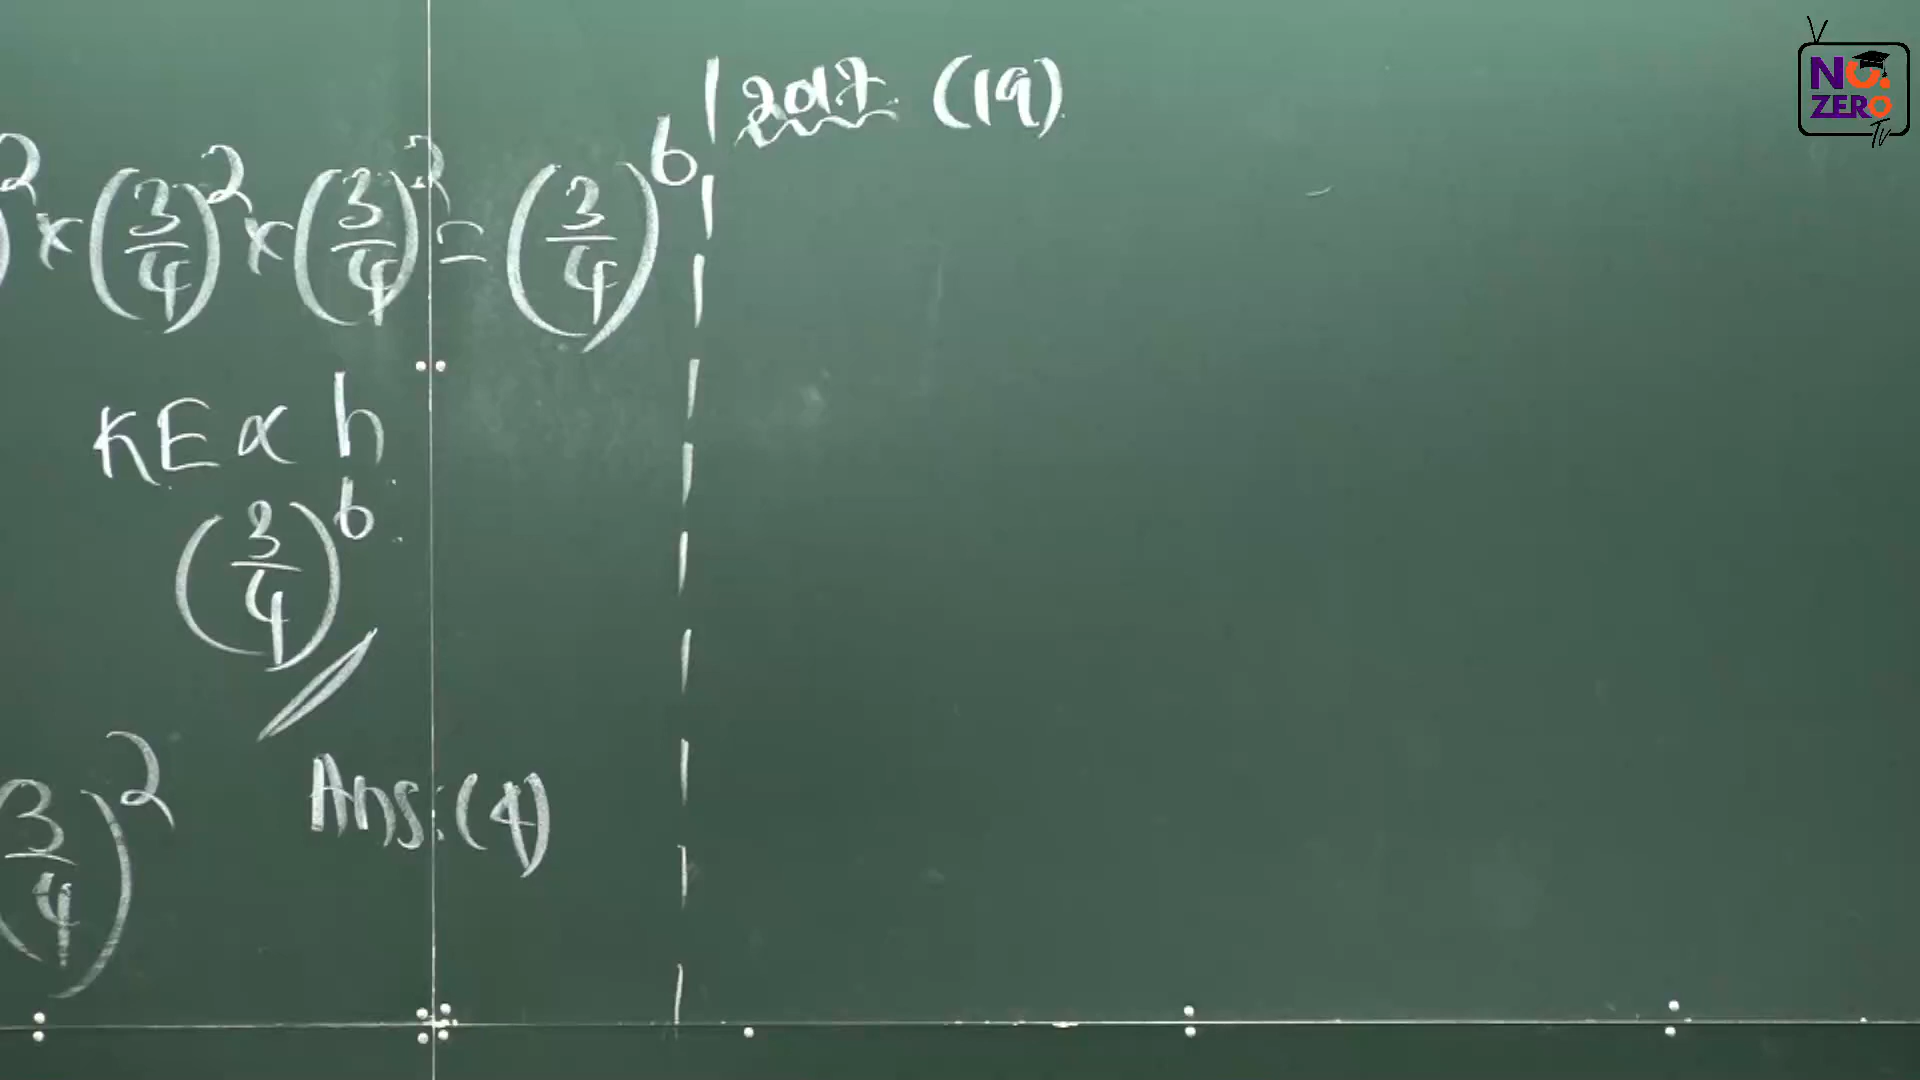 )² × (3/4)² × (3/4)² = (3/4)⁶
KE ∝ h
(3/4)⁶
3/4)²
Ans: (4)
2017 (19)
NO. ZERO TV